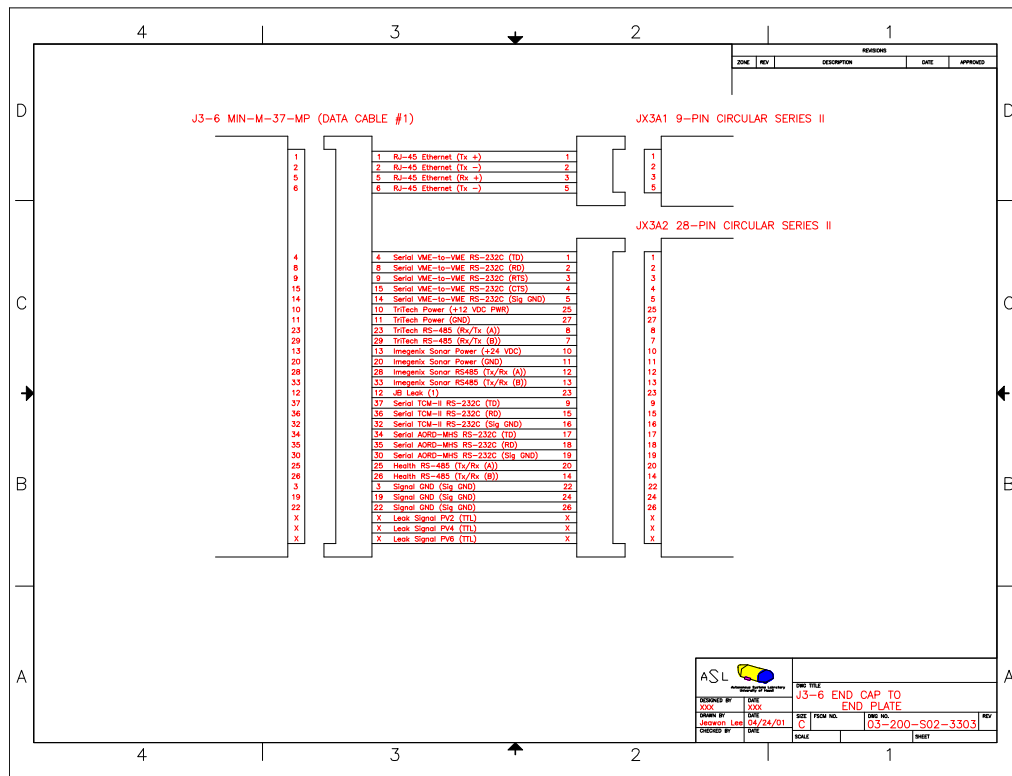 4 3 2 1
REVISIONS
ZONE REV DESCRIPTION DATE APPROVED
D D
J3-6 MIN-M-37-MP (DATA CABLE #1) JX3A1 9-PIN CIRCULAR SERIES II
1 1 RJ-45 Ethernet (Tx +) 1 1
2 2 RJ-45 Ethernet (Tx -) 2 2
5 5 RJ-45 Ethernet (Rx +) 3 3
6 6 RJ-45 Ethernet (Tx -) 5 5
JX3A2 28-PIN CIRCULAR SERIES II
4 4 Serial VME-to-VME RS-232C (TD) 1 1
8 8 Serial VME-to-VME RS-232C (RD) 2 2
9 9 Serial VME-to-VME RS-232C (RTS) 3 3
15 15 Serial VME-to-VME RS-232C (CTS) 4 4
14 14 Serial VME-to-VME RS-232C (Sig GND) 5 5
C C
10 10 TriTech Power (+12 VDC PWR) 25 25
11 11 TriTech Power (GND) 27 27
23 23 TriTech RS-485 (Rx/Tx (A)) 8 8
29 29 TriTech RS-485 (Rx/Tx (B)) 7 7
13 13 Imegenix Sonar Power (+24 VDC) 10 10
20 20 Imegenix Sonar Power (GND) 11 11
28 28 Imegenix Sonar RS485 (Tx/Rx (A)) 12 12
33 33 Imegenix Sonar RS485 (Tx/Rx (B)) 13 13
12 12 JB Leak (1) 23 23
37 37 Serial TCM-II RS-232C (TD) 9 9
36 36 Serial TCM-II RS-232C (RD) 15 15
32 32 Serial TCM-II RS-232C (Sig GND) 16 16
34 34 Serial AORD-MHS RS-232C (TD) 17 17
35 35 Serial AORD-MHS RS-232C (RD) 18 18
30 30 Serial AORD-MHS RS-232C (Sig GND) 19 19
25 25 Health RS-485 (Tx/Rx (A)) 20 20
26 26 Health RS-485 (Tx/Rx (B)) 14 14
B B
3 3 Signal GND (Sig GND) 22 22
19 19 Signal GND (Sig GND) 24 24
22 22 Signal GND (Sig GND) 26 26
X X Leak Signal PV2 (TTL) X X
X X Leak Signal PV4 (TTL) X X
X X Leak Signal PV6 (TTL) X X
A A
ASL
Autonomous Systems Laboratory
University of Hawaii
DWG TITLE
J3-6 END CAP TO
END PLATE
DESIGNED BY DATE
XXX XXX
DRAWN BY DATE
Jeawon Lee 04/24/01
CHECKED BY DATE
SIZE FSCM NO. DWG NO. REV
C 03-200-S02-3303
SCALE SHEET
4 3 2 1